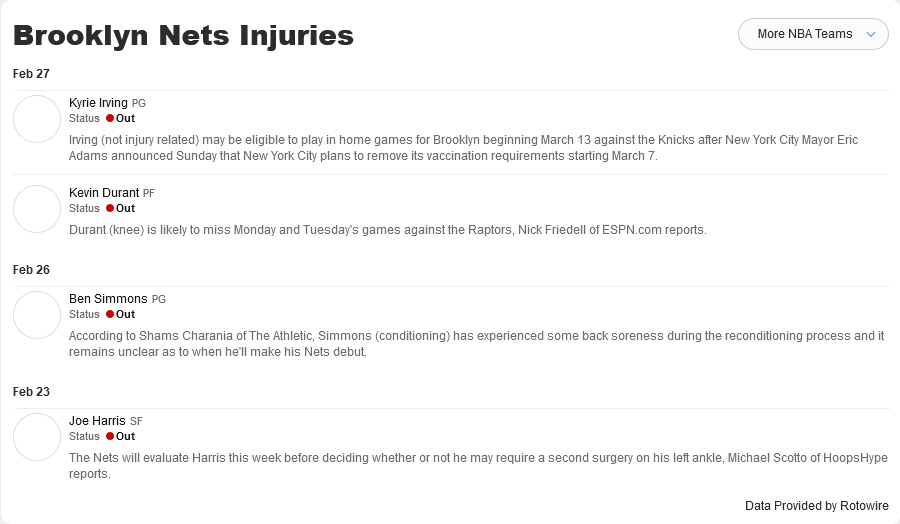 Brooklyn Nets Injuries
More NBA Teams
Feb 27
Kyrie Irving PG
Status Out
Irving (not injury related) may be eligible to play in home games for Brooklyn beginning March 13 against the Knicks after New York City Mayor Eric
Adams announced Sunday that New York City plans to remove its vaccination requirements starting March 7.
Kevin Durant PF
Status Out
Durant (knee) is likely to miss Monday and Tuesday's games against the Raptors, Nick Friedell of ESPN.com reports.
Feb 26
Ben Simmons PG
Status Out
According to Shams Charania of The Athletic, Simmons (conditioning) has experienced some back soreness during the reconditioning process and it
remains unclear as to when he'll make his Nets debut.
Feb 23
Joe Harris SF
Status Out
The Nets will evaluate Harris this week before deciding whether or not he may require a second surgery on his left ankle, Michael Scotto of HoopsHype
reports.
Data Provided by Rotowire